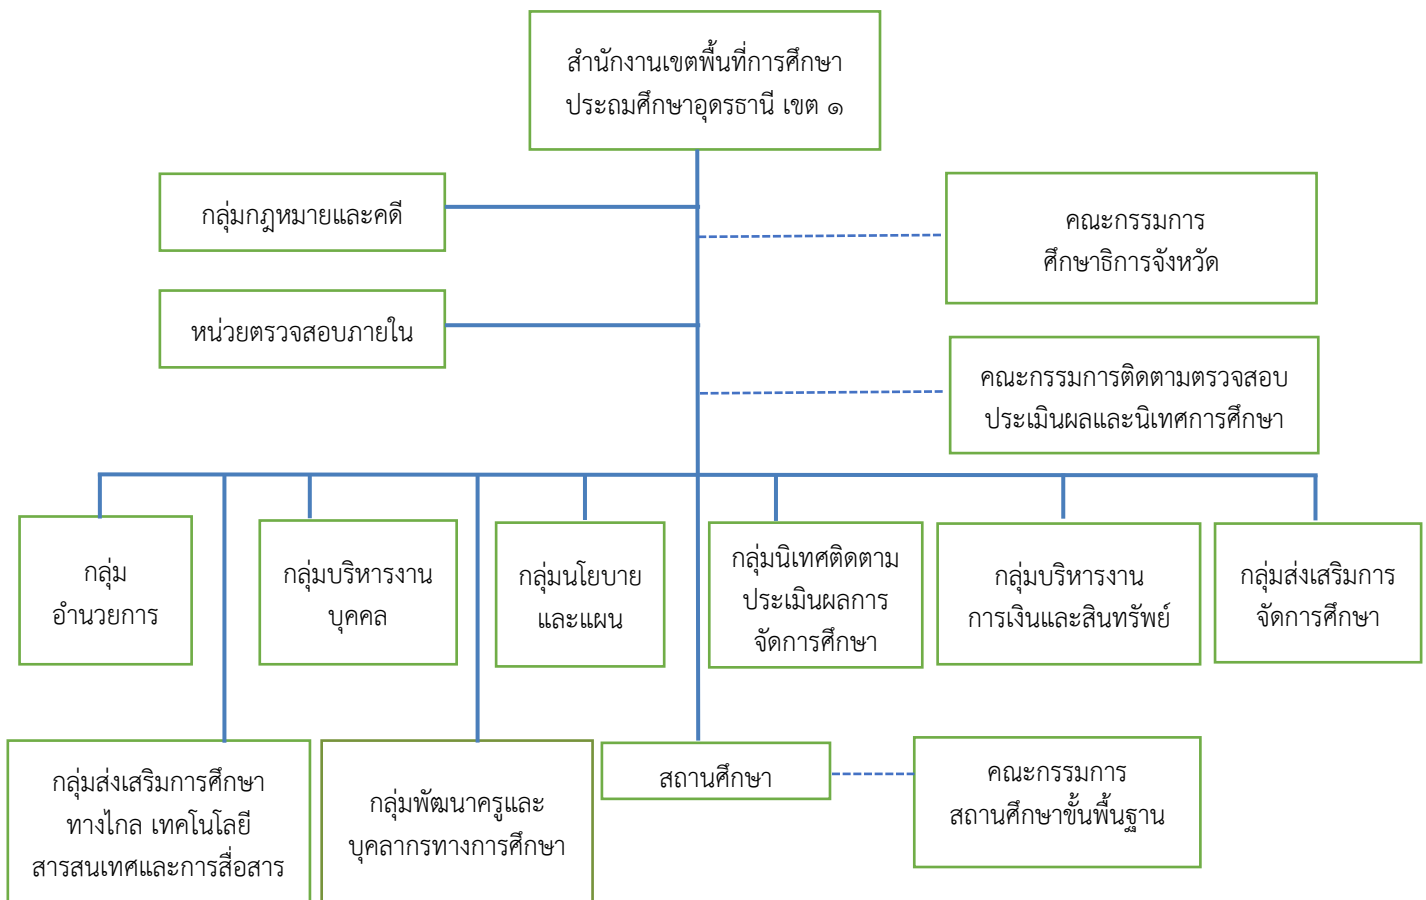 สำนักงานเขตพื้นที่การศึกษา
ประถมศึกษาอุดรธานี เขต ๑
กลุ่มกฎหมายและคดี
คณะกรรมการ
ศึกษาธิการจังหวัด
หน่วยตรวจสอบภายใน
คณะกรรมการติดตามตรวจสอบ
ประเมินผลและนิเทศการศึกษา
กลุ่ม
อำนวยการ
กลุ่มบริหารงาน
บุคคล
กลุ่มนโยบาย
และแผน
กลุ่มนิเทศติดตาม
ประเมินผลการ
จัดการศึกษา
กลุ่มบริหารงาน
การเงินและสินทรัพย์
กลุ่มส่งเสริมการ
จัดการศึกษา
กลุ่มส่งเสริมการศึกษา
ทางไกล เทคโนโลยี
สารสนเทศและการสื่อสาร
กลุ่มพัฒนาครูและ
บุคลากรทางการศึกษา
สถานศึกษา
คณะกรรมการ
สถานศึกษาขั้นพื้นฐาน